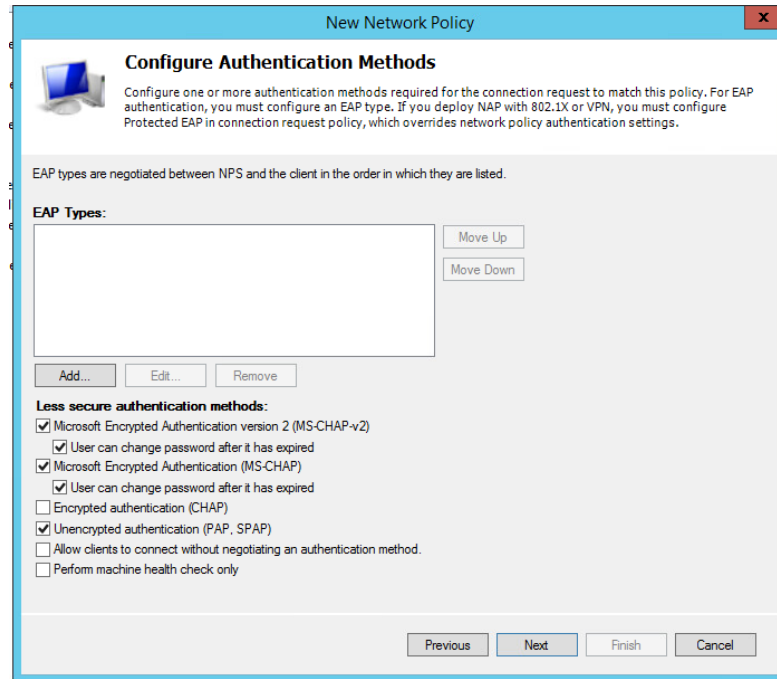 New Network Policy
x
Configure Authentication Methods
Configure one or more authentication methods required for the connection request to match this policy. For EAP
authentication, you must configure an EAP type. If you deploy NAP with 802.1X or VPN, you must configure
Protected EAP in connection request policy, which overrides network policy authentication settings.
EAP types are negotiated between NPS and the client in the order in which they are listed.
EAP Types:
Move Up
Move Down
Add... Edit... Remove
Less secure authentication methods:
Microsoft Encrypted Authentication version 2 (MS-CHAP-v2)
User can change password after it has expired
Microsoft Encrypted Authentication (MS-CHAP)
User can change password after it has expired
Encrypted authentication (CHAP)
Unencrypted authentication (PAP, SPAP)
Allow clients to connect without negotiating an authentication method.
Perform machine health check only
Previous Next Finish Cancel